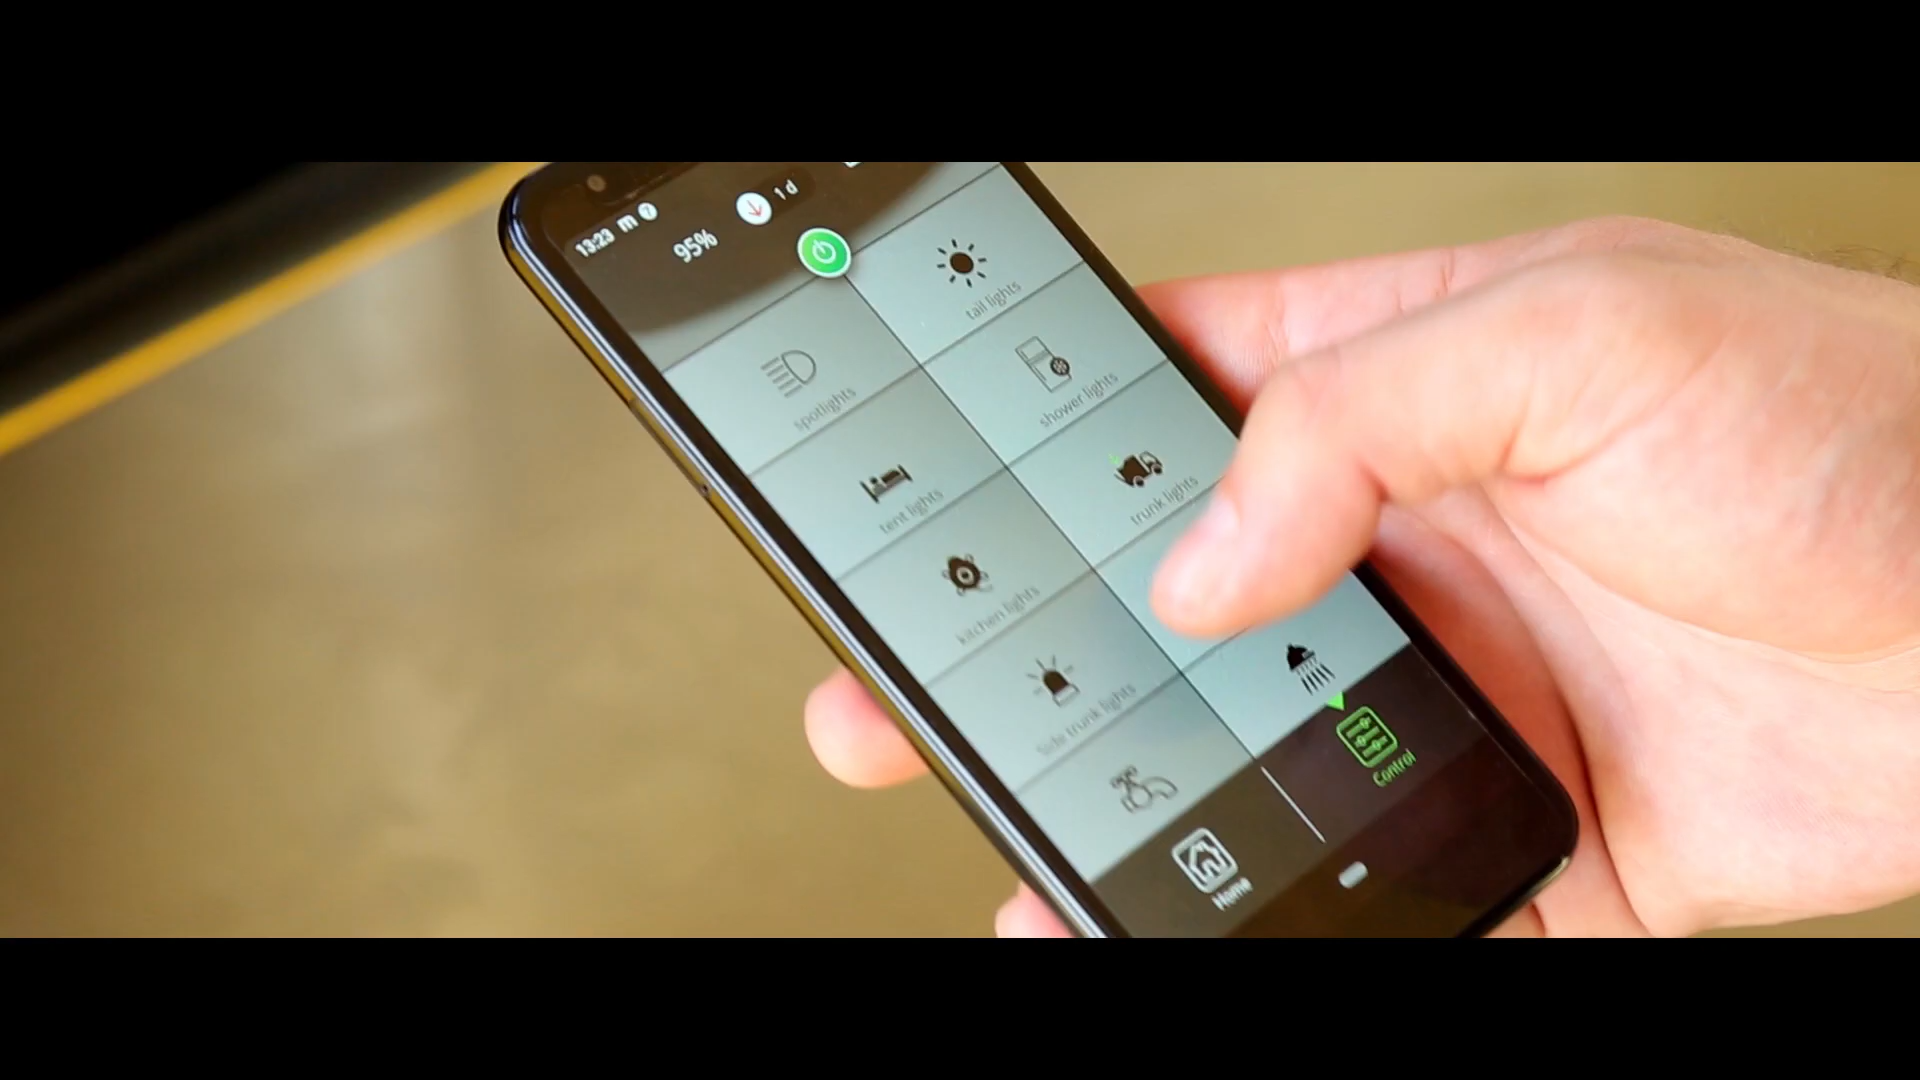 13:23 m 7
95% 1 d
tail lights
spotlights
shower lights
tent lights
trunk lights
kitchen lights
Side trunk lights
Home
Control